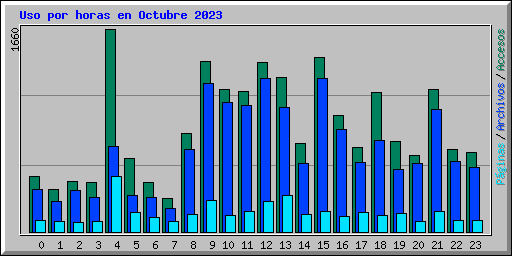 Uso por horas en Octubre 2023
1660
Páginas / Archivos / Accesos
0 1 2 3 4 5 6 7 8 9 10 11 12 13 14 15 16 17 18 19 20 21 22 23